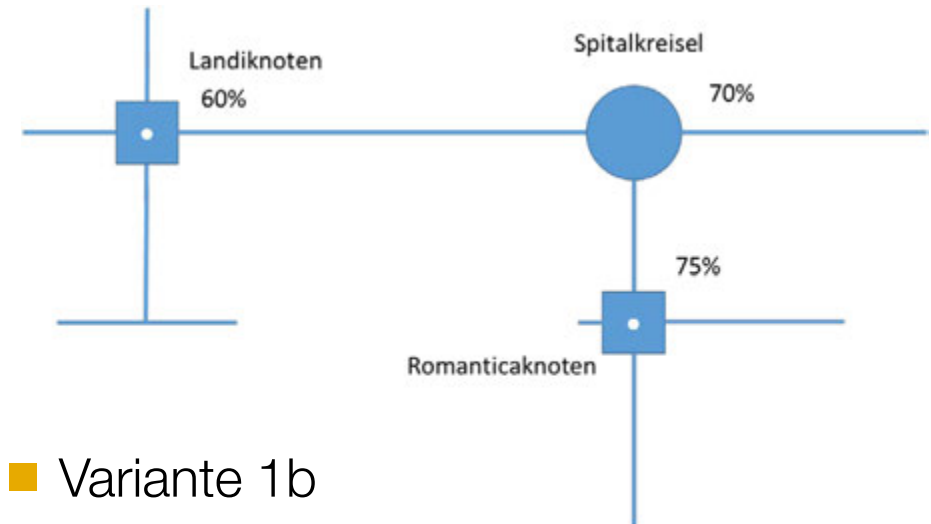 Spitalkreisel
Landiknoten
60%
70%
75%
Romanticaknoten
Variante 1b